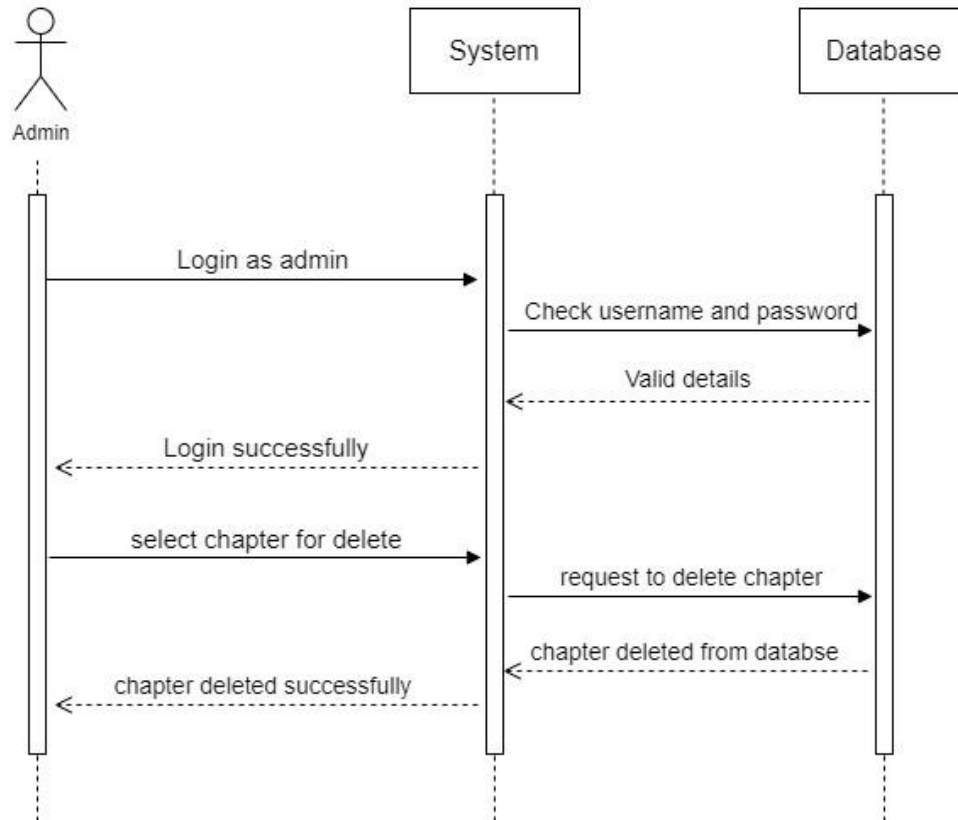 System
Database
Admin
Login as admin
Check username and password
Valid details
Login successfully
select chapter for delete
request to delete chapter
chapter deleted from databse
chapter deleted successfully